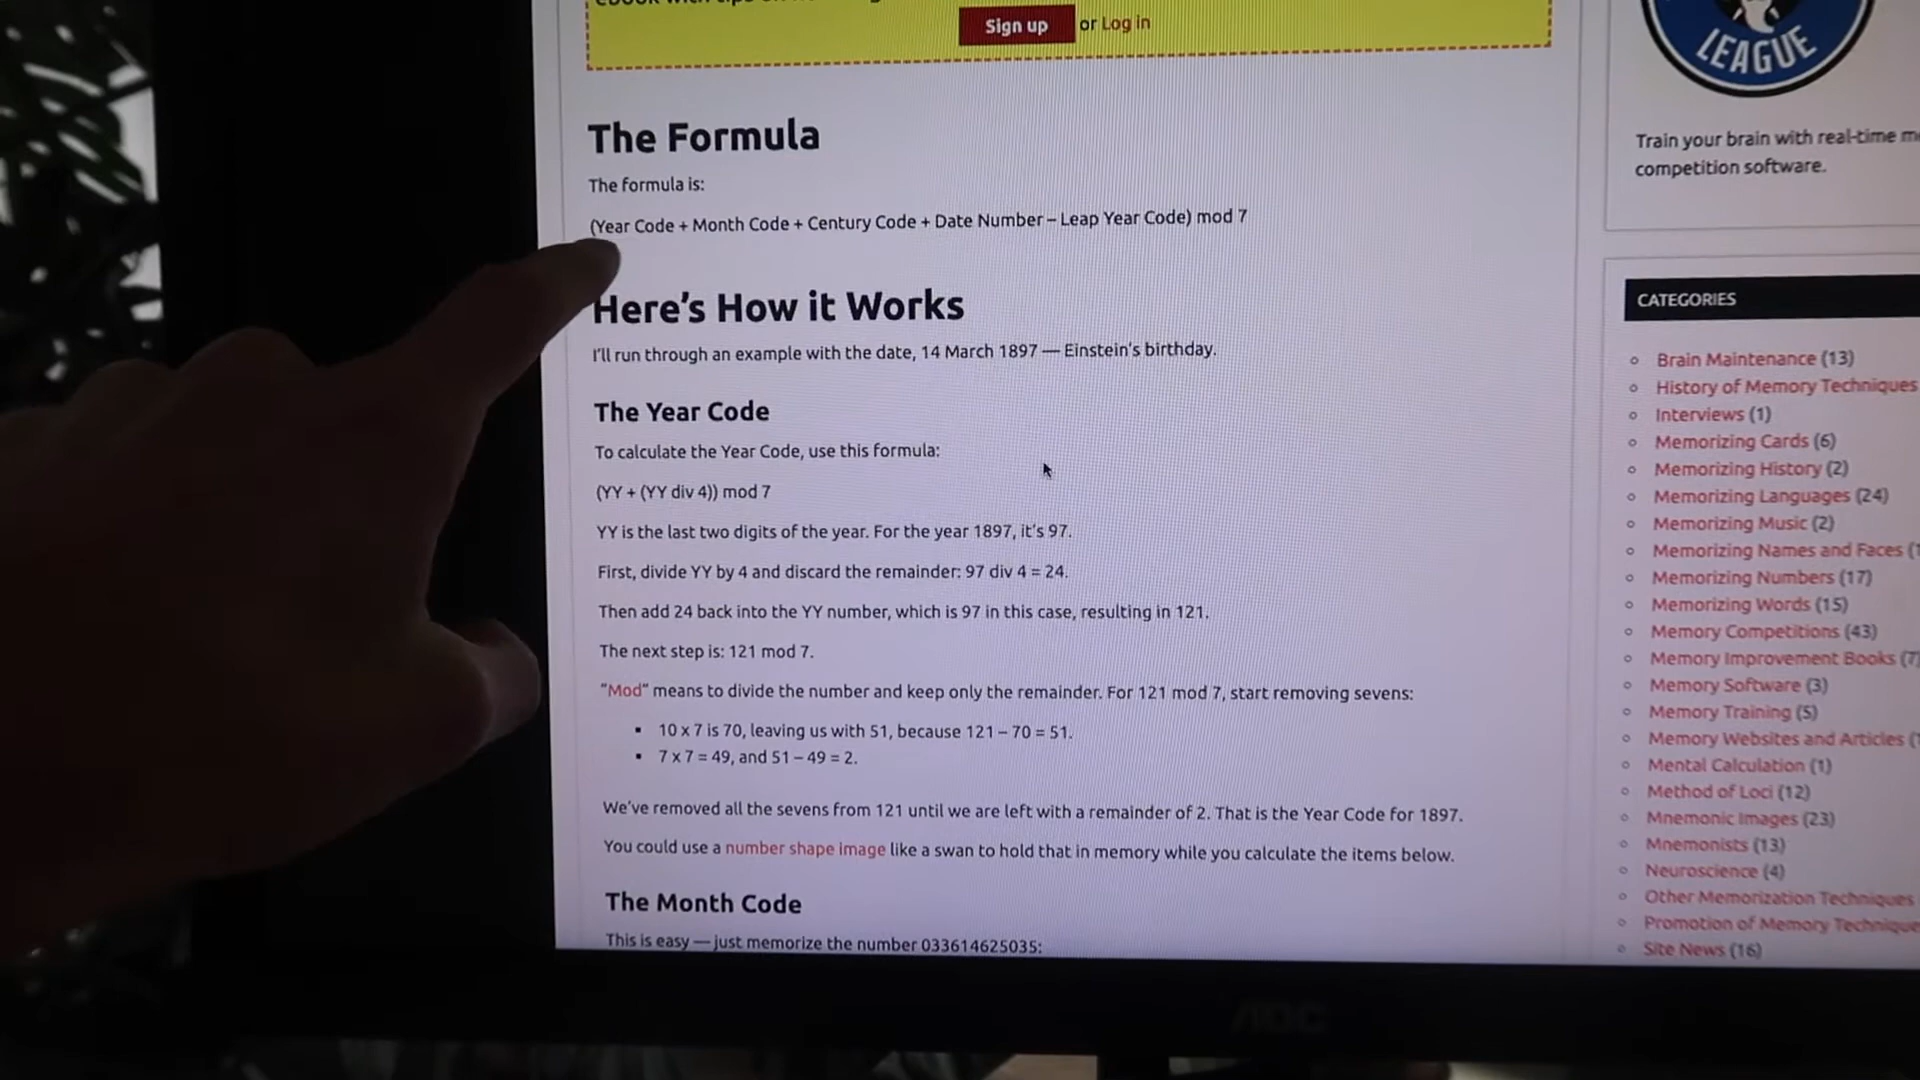 Sign up or Log in
The Formula
The formula is:
(Year Code + Month Code + Century Code + Date Number – Leap Year Code) mod 7
Here's How it Works
I'll run through an example with the date, 14 March 1897 — Einstein's birthday.
The Year Code
To calculate the Year Code, use this formula:
(YY + (YY div 4)) mod 7
YY is the last two digits of the year. For the year 1897, it's 97.
First, divide YY by 4 and discard the remainder: 97 div 4 = 24.
Then add 24 back into the YY number, which is 97 in this case, resulting in 121.
The next step is: 121 mod 7.
"Mod" means to divide the number and keep only the remainder. For 121 mod 7, start removing sevens:
10 x 7 is 70, leaving us with 51, because 121 – 70 = 51.
7 x 7 = 49, and 51 – 49 = 2.
We've removed all the sevens from 121 until we are left with a remainder of 2. That is the Year Code for 1897.
You could use a number shape image like a swan to hold that in memory while you calculate the items below.
The Month Code
This is easy — just memorize the number 033614625035:
LEAGUE
Train your brain with real-time
competition software.
CATEGORIES
Brain Maintenance (13)
History of Memory Techniques
Interviews (1)
Memorizing Cards (6)
Memorizing History (2)
Memorizing Languages (24)
Memorizing Music (2)
Memorizing Names and Faces
Memorizing Numbers (17)
Memorizing Words (15)
Memory Competitions (43)
Memory Improvement Books (7)
Memory Software (3)
Memory Training (5)
Memory Websites and Articles
Mental Calculation (1)
Method of Loci (12)
Mnemonic Images (23)
Mnemonists (13)
Neuroscience (4)
Other Memorization Techniques
Promotion of Memory Technique
Site News (16)
AOC